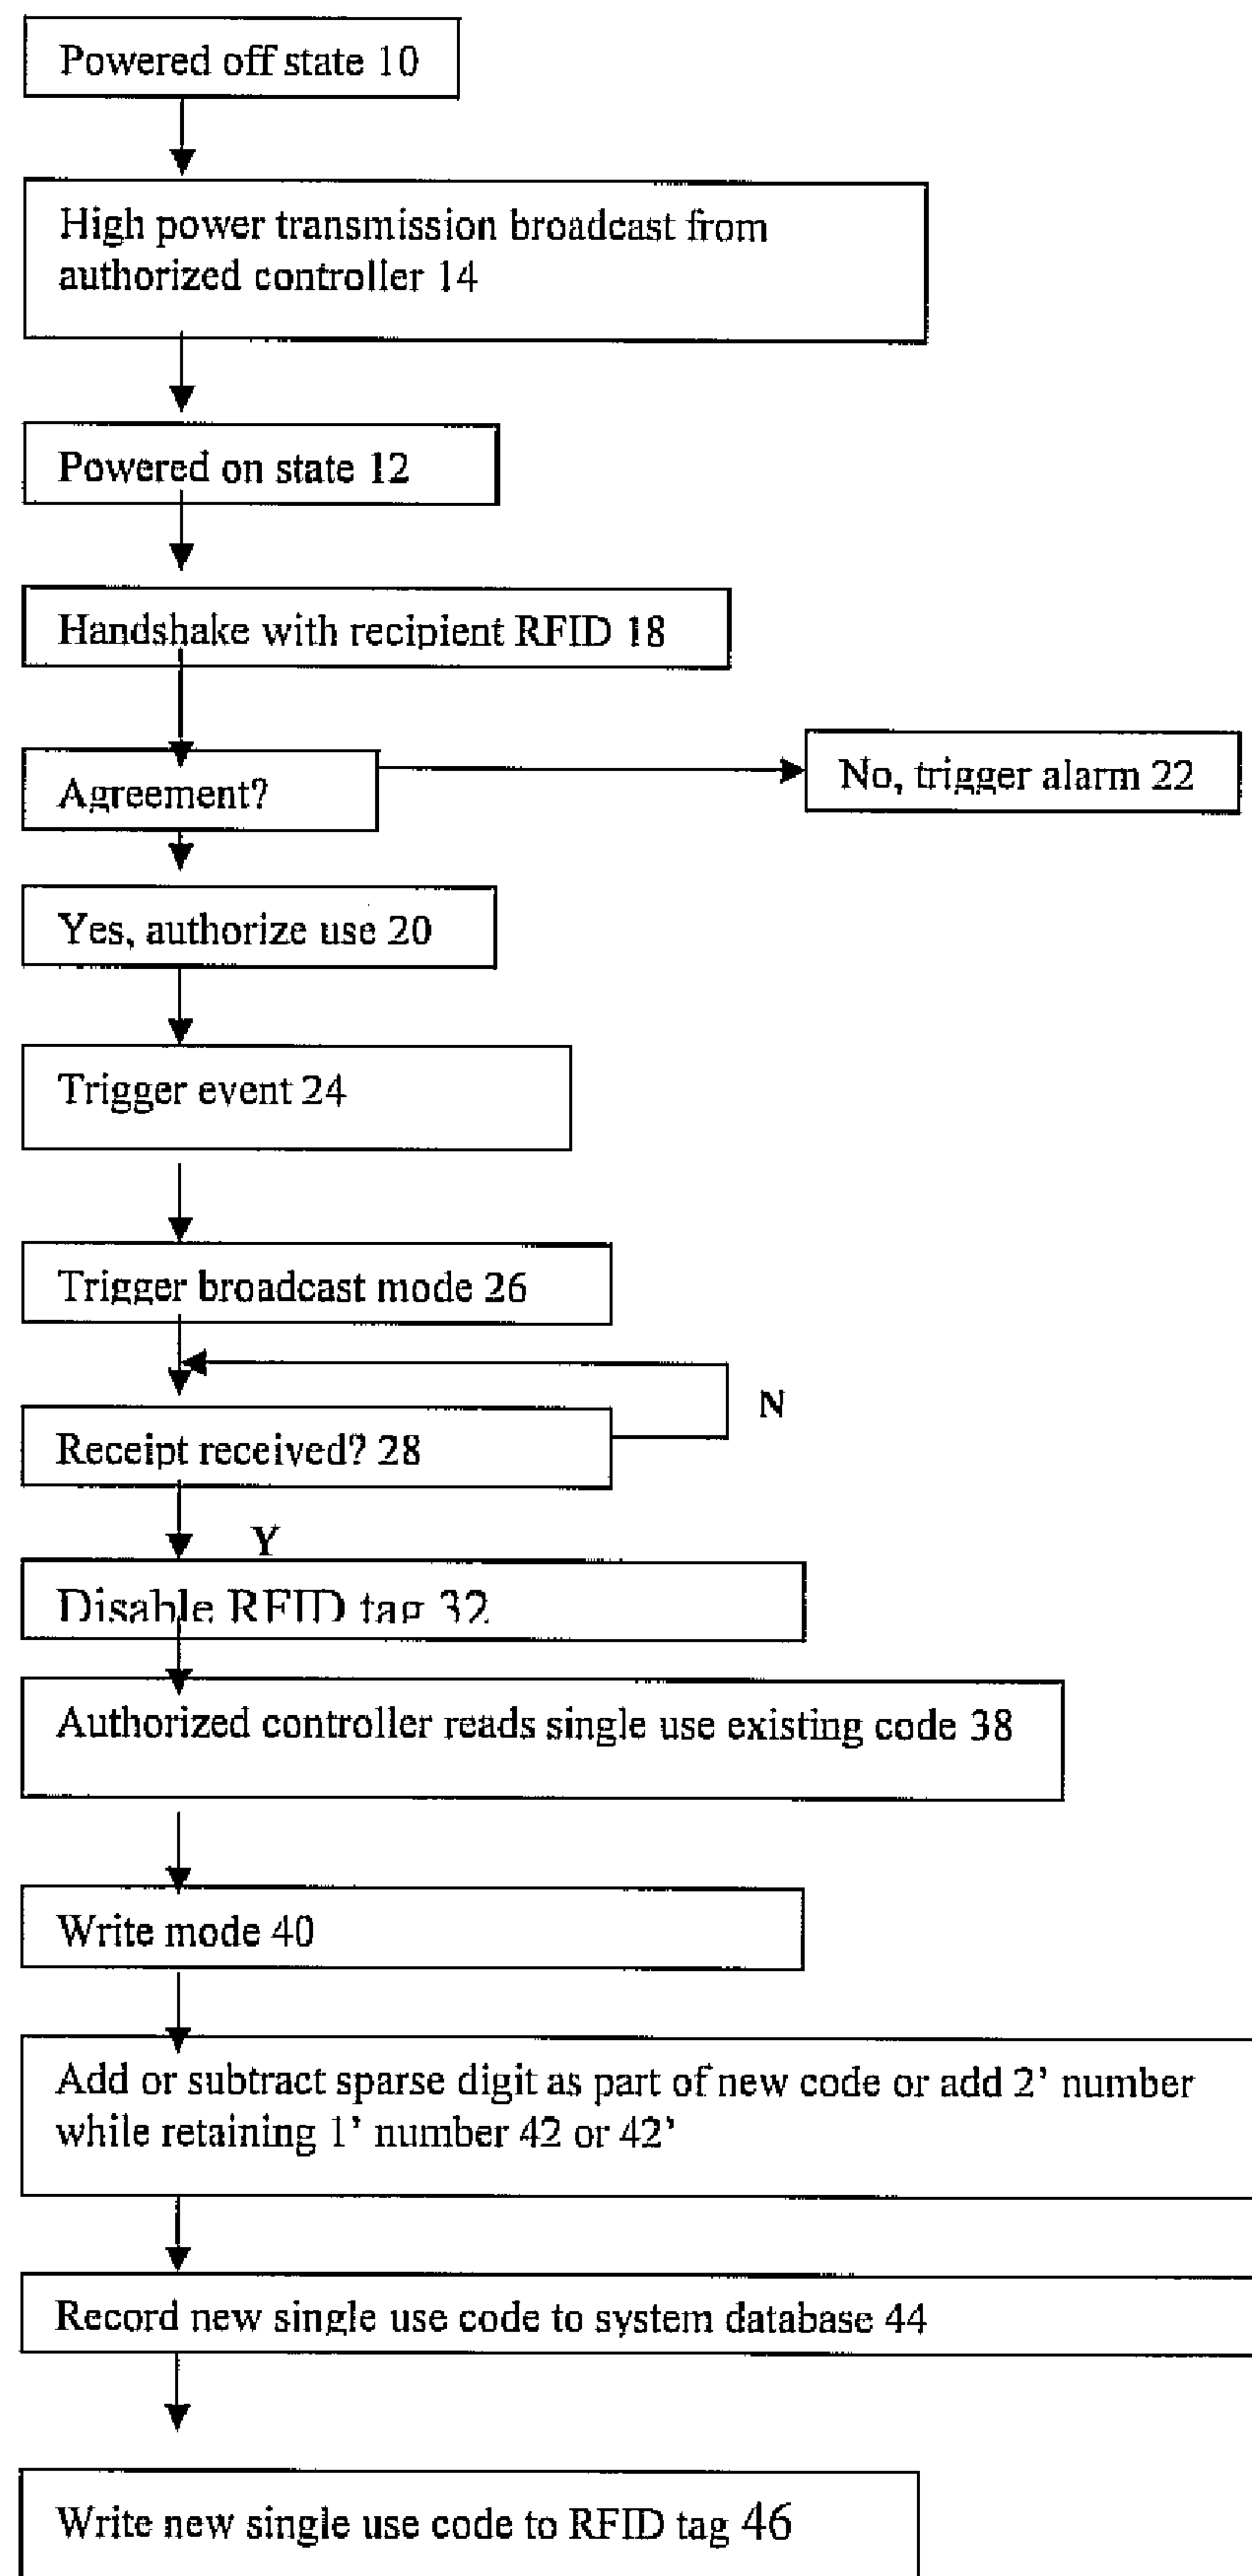 Powered off state 10
High power transmission broadcast from
authorized controller 14
Powered on state 12
Handshake with recipient RFID 18
Agreement?
No, trigger alarm 22
Yes, authorize use 20
Trigger event 24
Trigger broadcast mode 26
N
Receipt received? 28
Y
Disable RFID tag 32
Authorized controller reads single use existing code 38
Write mode 40
Add or subtract sparse digit as part of new code or add 2' number
while retaining 1' number 42 or 42'
Record new single use code to system database 44
Write new single use code to RFID tag 46